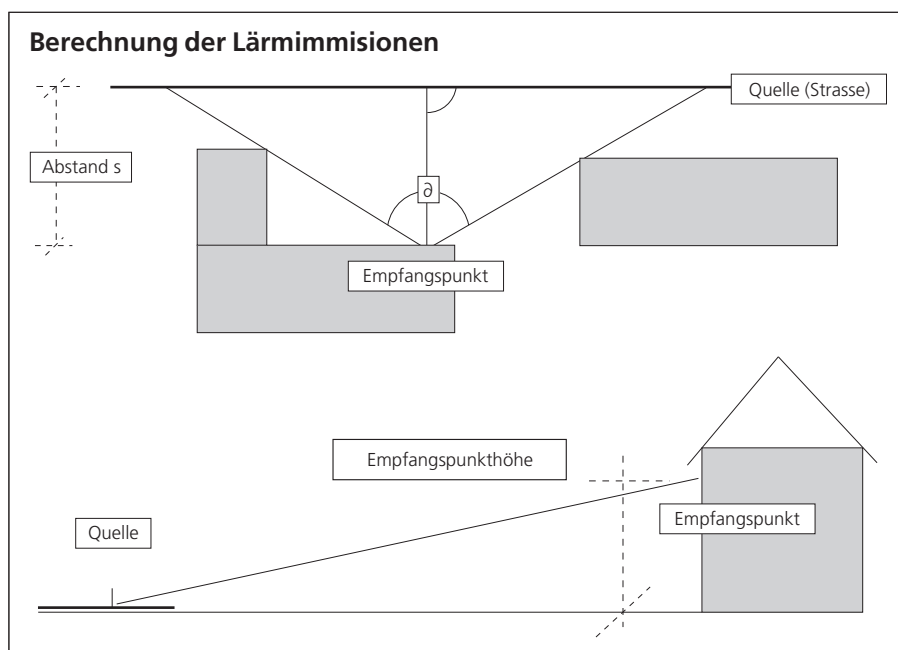 Berechnung der Lärmimmisionen
Quelle (Strasse)
Abstand s
∂
Empfangspunkt
Empfangspunkthöhe
Empfangspunkt
Quelle